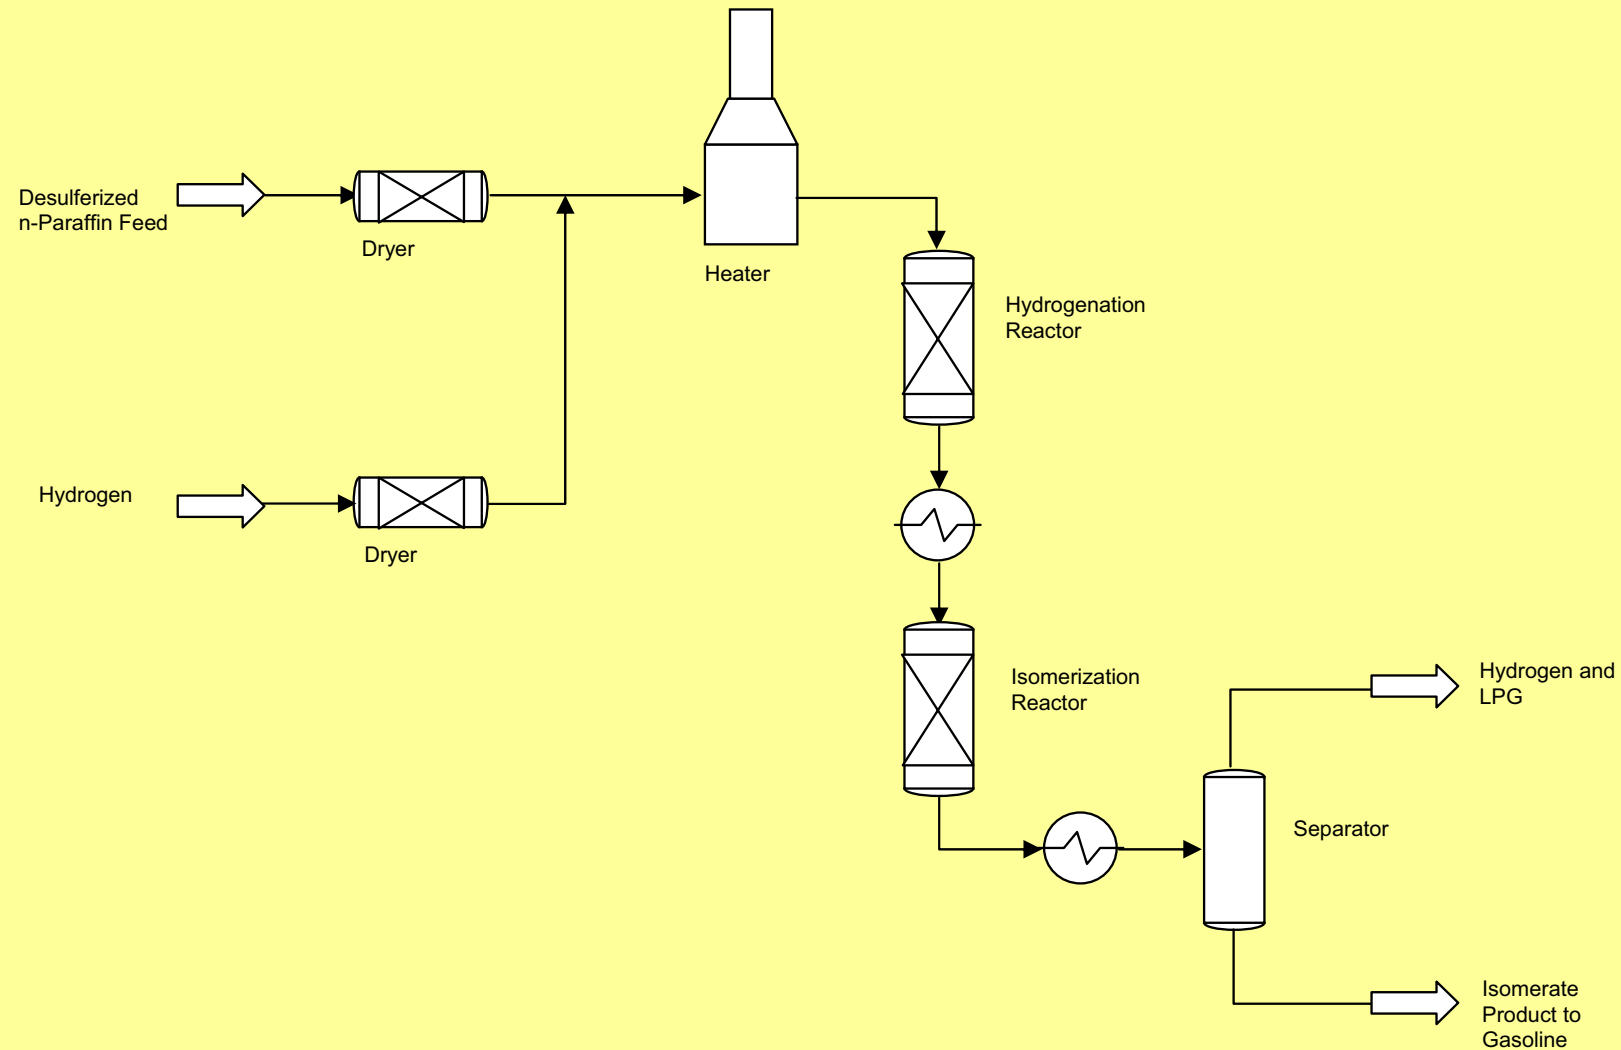 Desulferized
n-Paraffin Feed
Dryer
Heater
Hydrogenation
Reactor
Hydrogen
Dryer
Isomerization
Reactor
Hydrogen and
LPG
Separator
Isomerate
Product to
Gasoline